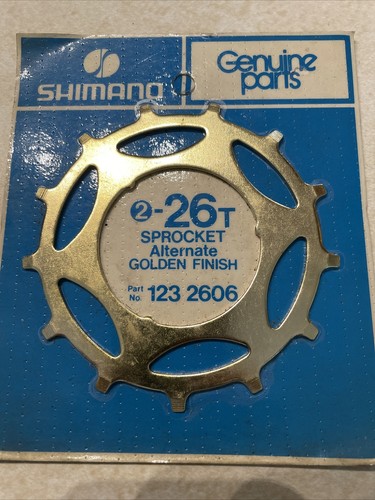 SHIMANO
Genuine
parts
2-26T
SPROCKET
Alternate
GOLDEN FINISH
Part
No: 123 2606